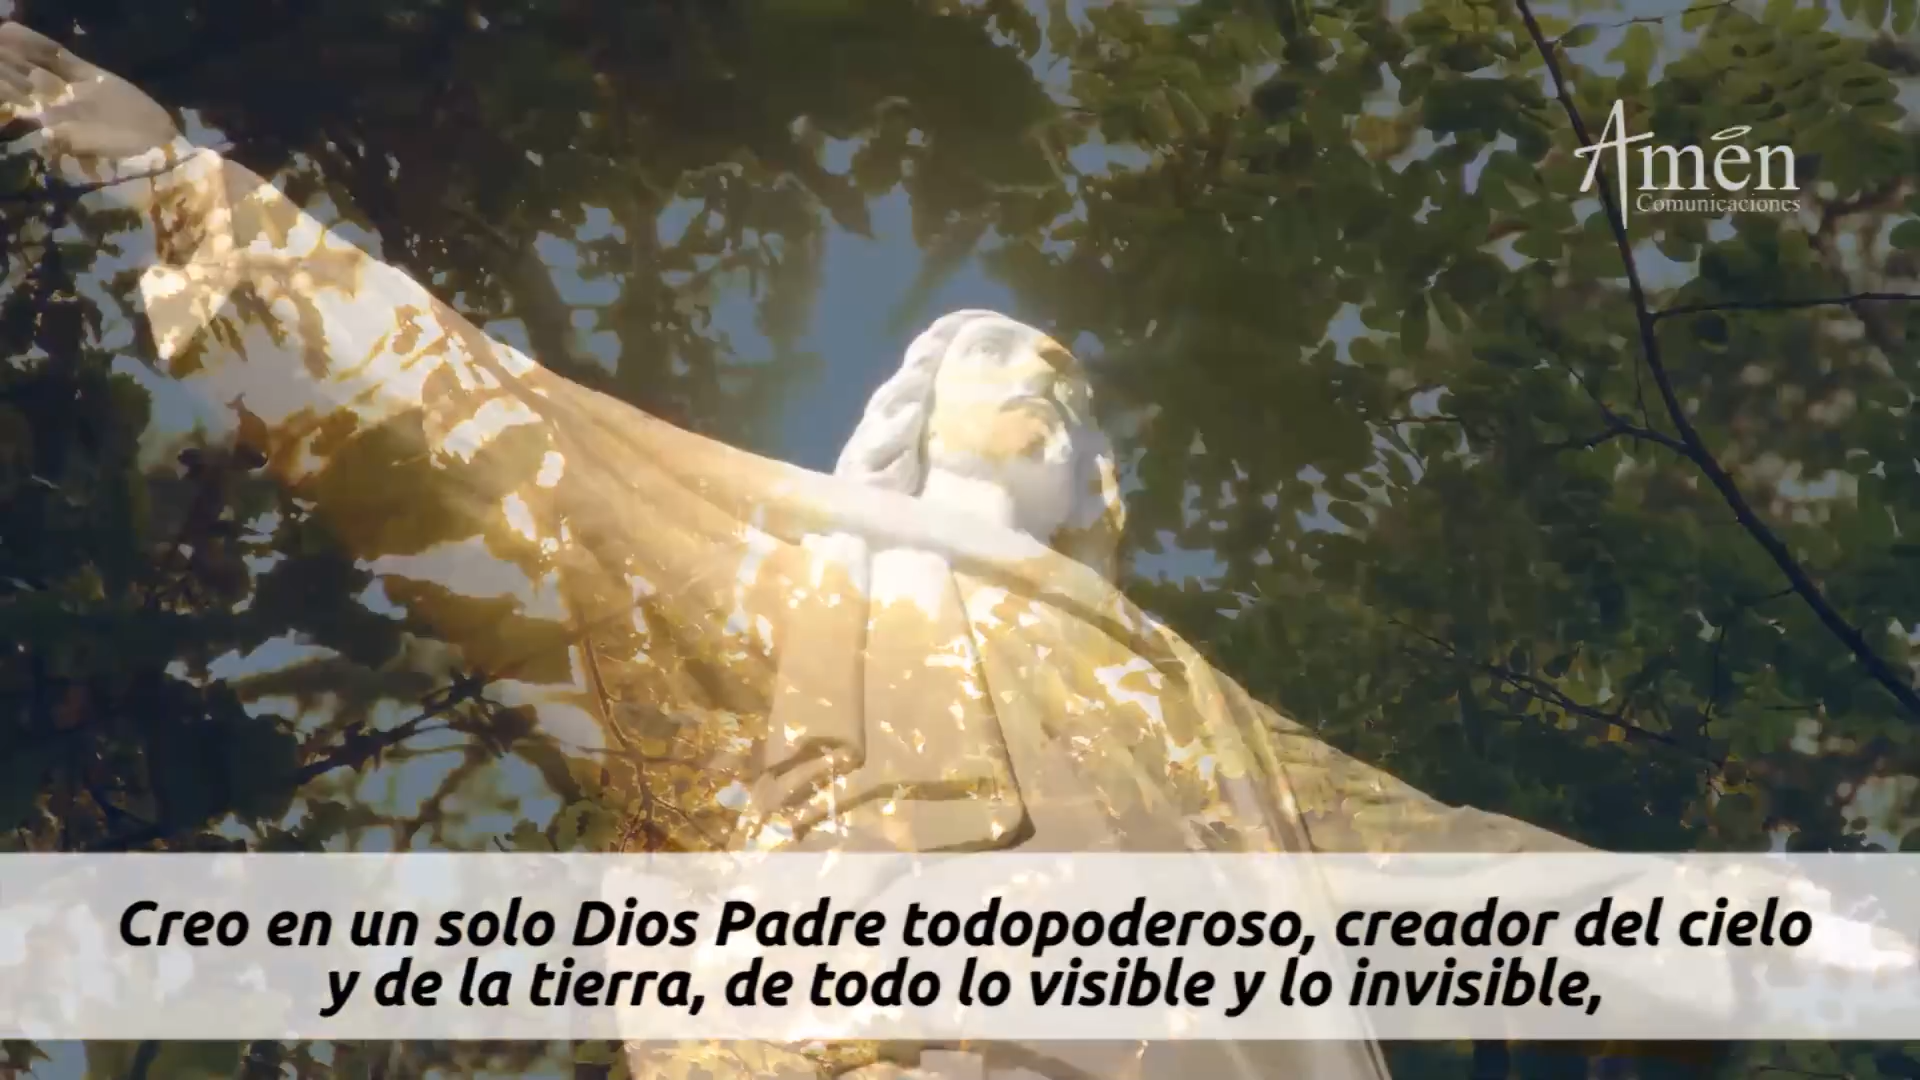 Amén
Comunicaciones
Creo en un solo Dios Padre todopoderoso, creador del cielo
y de la tierra, de todo lo visible y lo invisible,